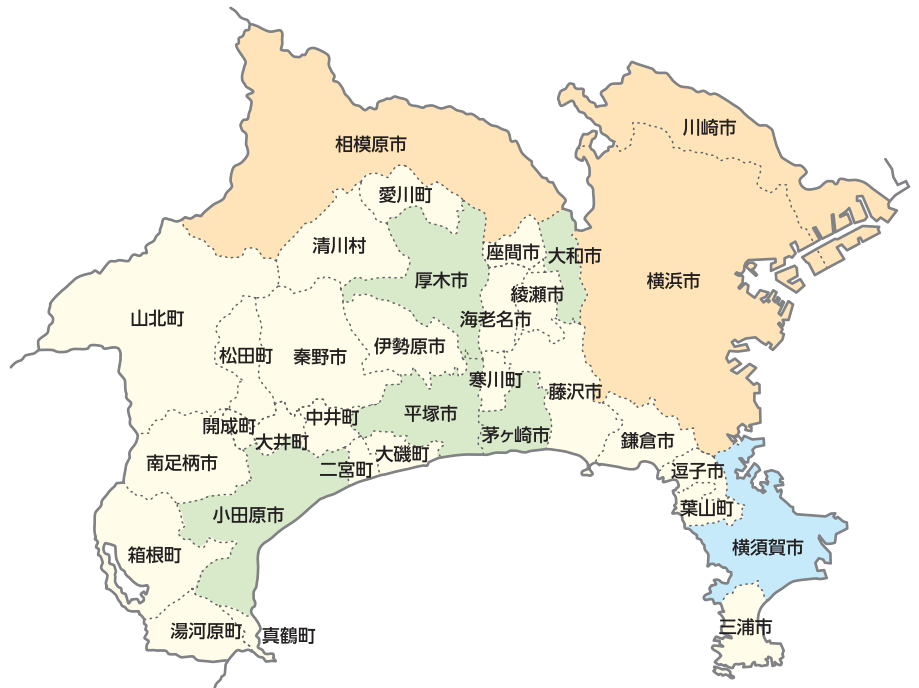 川崎市
相模原市
愛川町
清川村
座間市
大和市
厚木市
横浜市
綾瀬市
山北町
海老名市
伊勢原市
松田町
秦野市
寒川町
藤沢市
中井町
平塚市
開成町
大井町
茅ヶ崎市
鎌倉市
南足柄市
二宮町
大磯町
逗子市
葉山町
小田原市
横須賀市
箱根町
三浦市
湯河原町
真鶴町